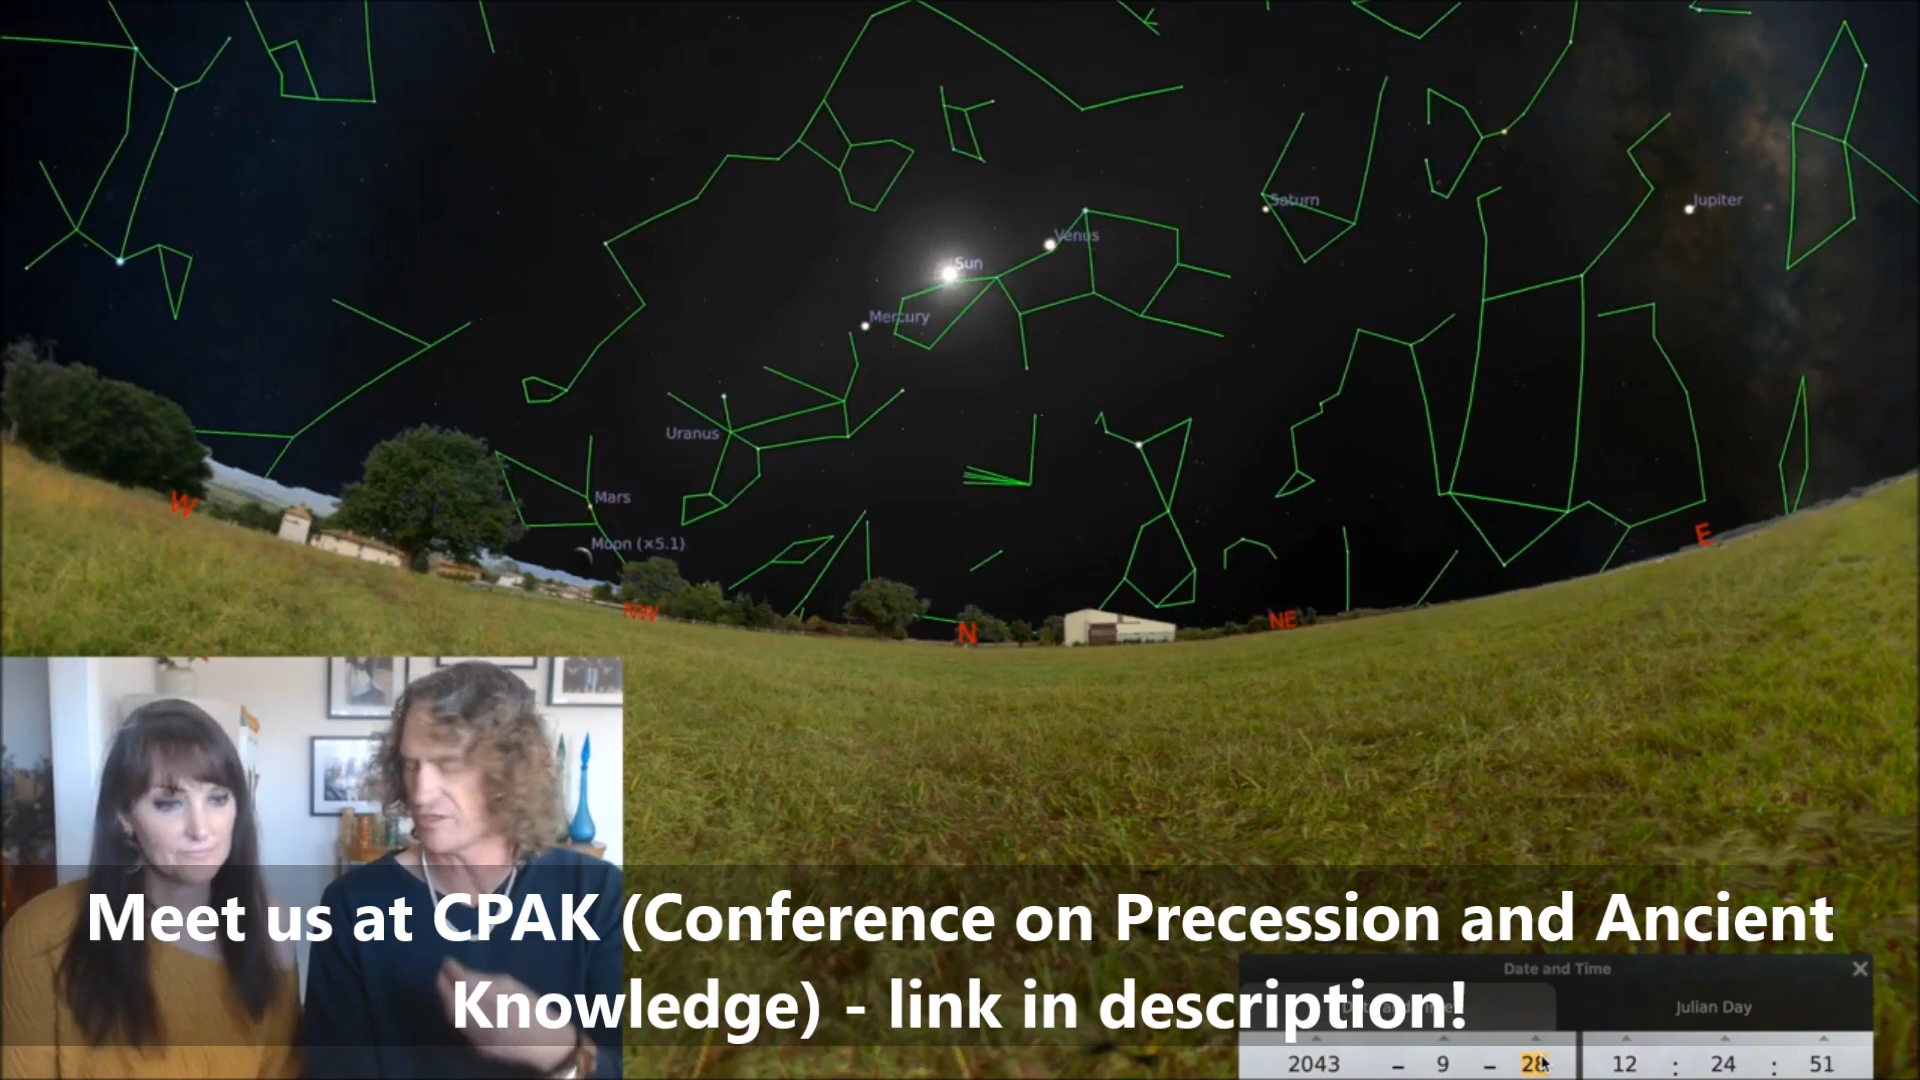 Saturn
Jupiter
Venus
Sun
Mercury
Uranus
Mars
Moon (×5.1)
W
NW
N
NE
E
Meet us at CPAK (Conference on Precession and Ancient
Knowledge) - link in description!
Date and Time
Julian Day
2043 - 9 - 28 12 : 24 : 51